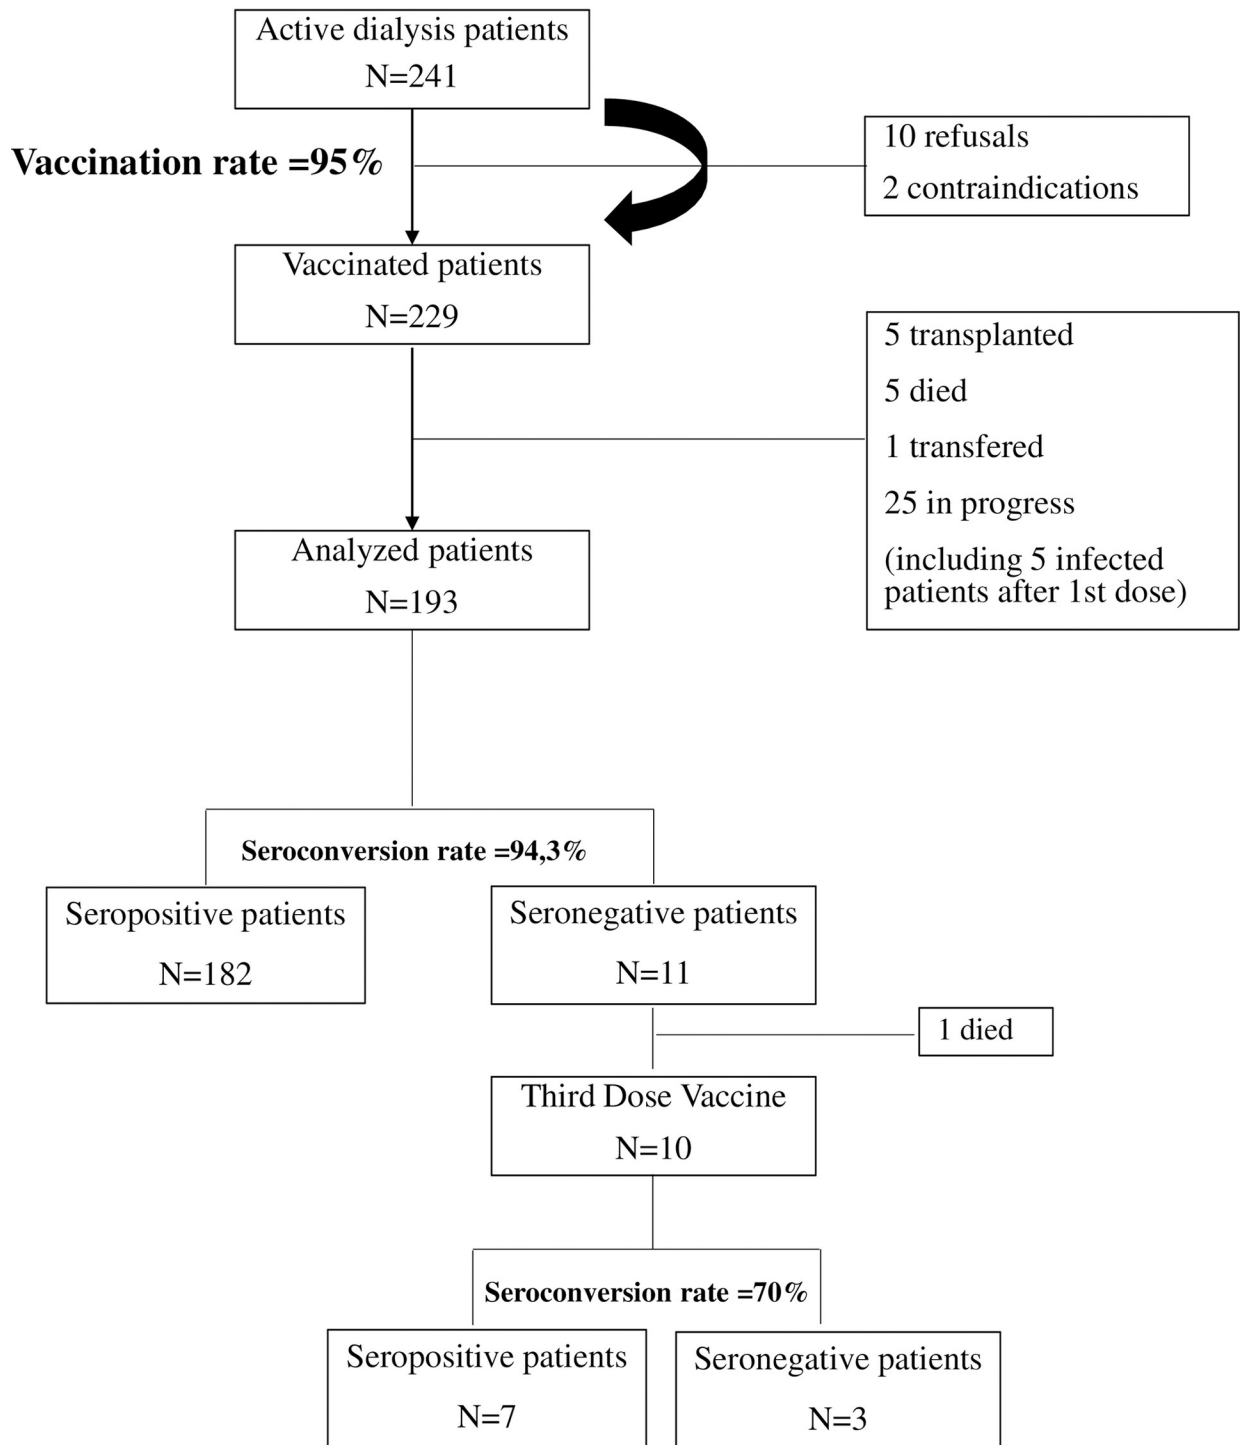 Active dialysis patients
N=241
Vaccination rate =95%
10 refusals
2 contraindications
Vaccinated patients
N=229
5 transplanted
5 died
1 transfered
25 in progress
(including 5 infected
patients after 1st dose)
Analyzed patients
N=193
Seroconversion rate =94,3%
Seropositive patients
N=182
Seronegative patients
N=11
1 died
Third Dose Vaccine
N=10
Seroconversion rate =70%
Seropositive patients
N=7
Seronegative patients
N=3